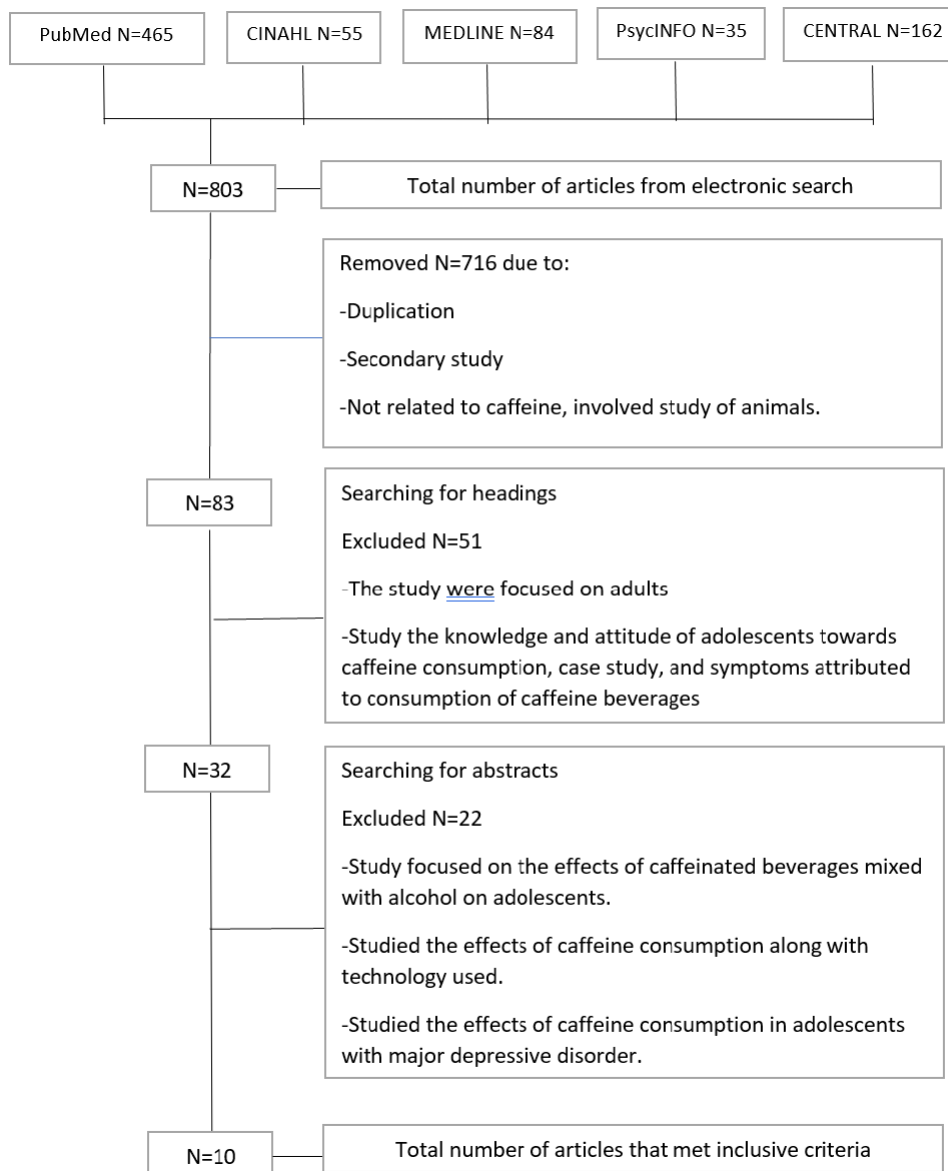 PubMed N=465
CINAHL N=55
MEDLINE N=84
PsycINFO N=35
CENTRAL N=162
N=803
Total number of articles from electronic search
Removed N=716 due to:
-Duplication
-Secondary study
-Not related to caffeine, involved study of animals.
N=83
Searching for headings
Excluded N=51
-The study were focused on adults
-Study the knowledge and attitude of adolescents towards
caffeine consumption, case study, and symptoms attributed
to consumption of caffeine beverages
N=32
Searching for abstracts
Excluded N=22
-Study focused on the effects of caffeinated beverages mixed
with alcohol on adolescents.
-Studied the effects of caffeine consumption along with
technology used.
-Studied the effects of caffeine consumption in adolescents
with major depressive disorder.
N=10
Total number of articles that met inclusive criteria